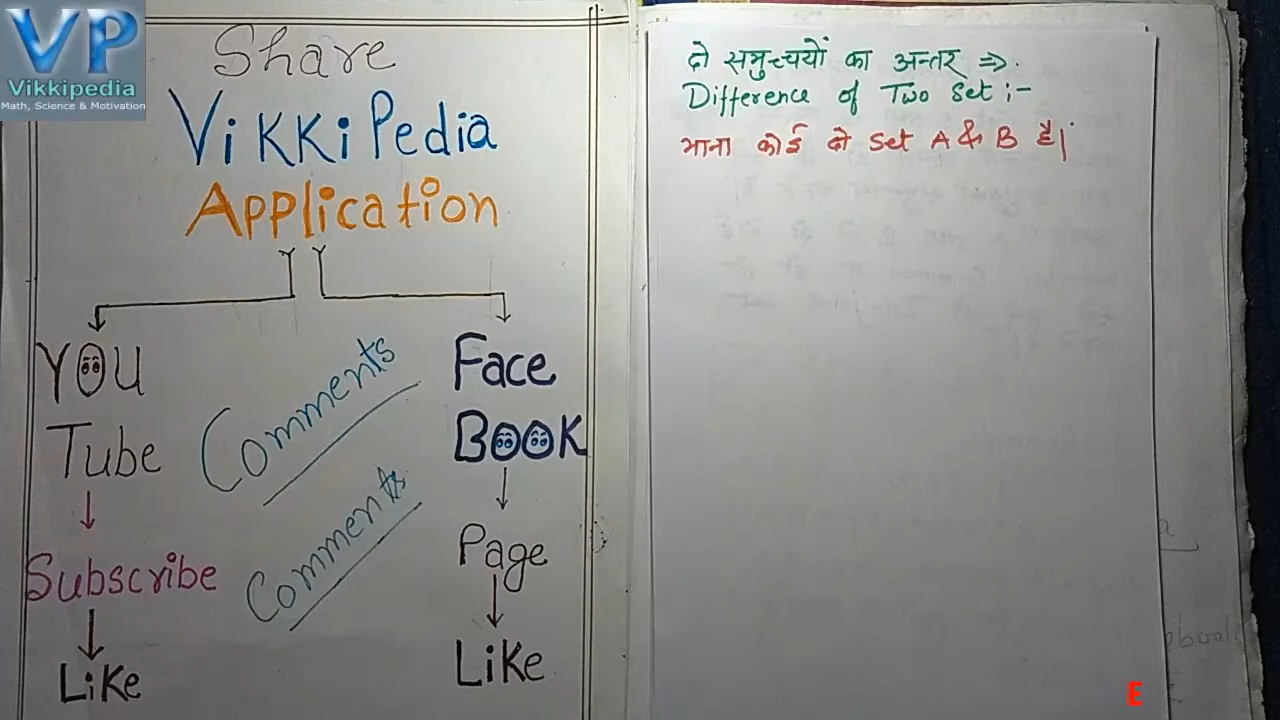 VP
Vikkipedia
Math, Science & Motivation
Share
VikkiPedia
Application
YOU
Tube
Subscribe
Like
Comments
Comments
Face
BOOK
Page
Like
दो समुच्चयों का अन्तर ⇒.
Difference of Two Set :-
माना कोई दो Set A & B है।
E